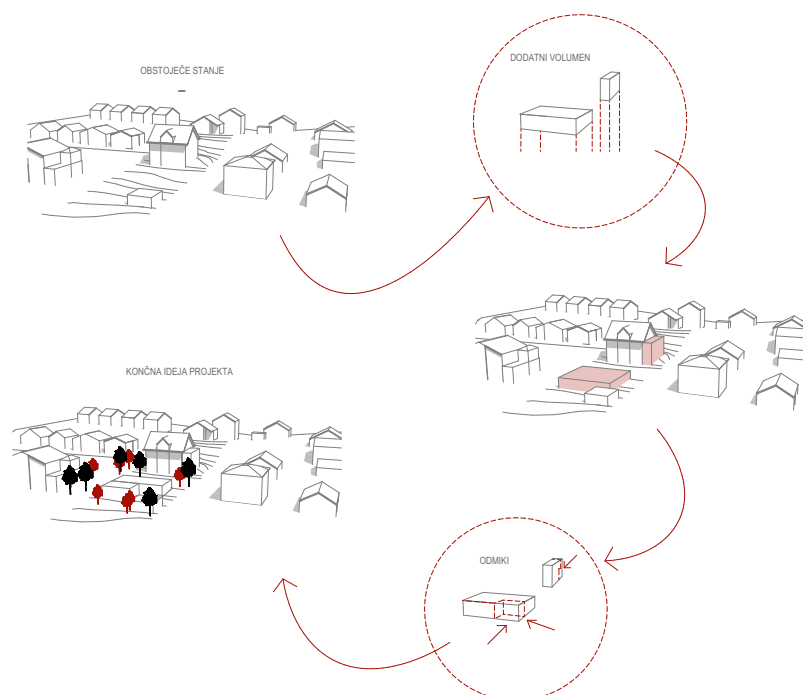 OBSTOJEČE STANJE
DODATNI VOLUMEN
KONČNA IDEJA PROJEKTA
ODMIKI